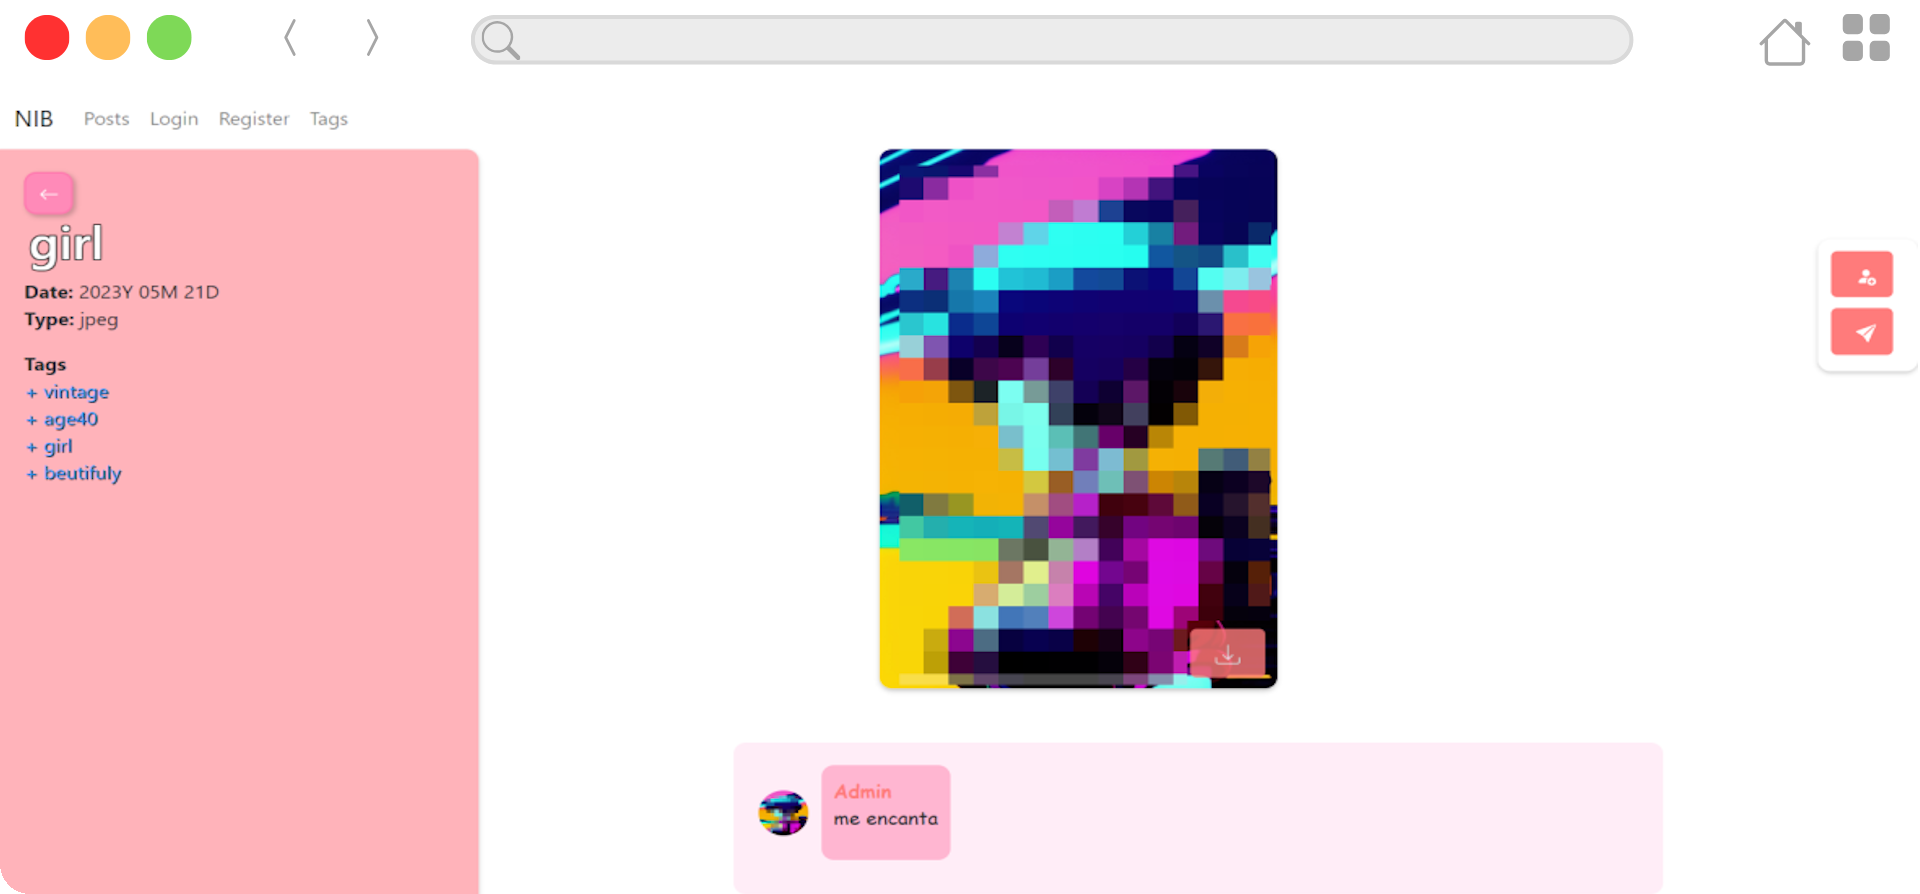 NIB Posts Login Register Tags
girl
Date: 2023Y 05M 21D
Type: jpeg
Tags
+ vintage
+ age40
+ girl
+ beutifuly
Admin
me encanta